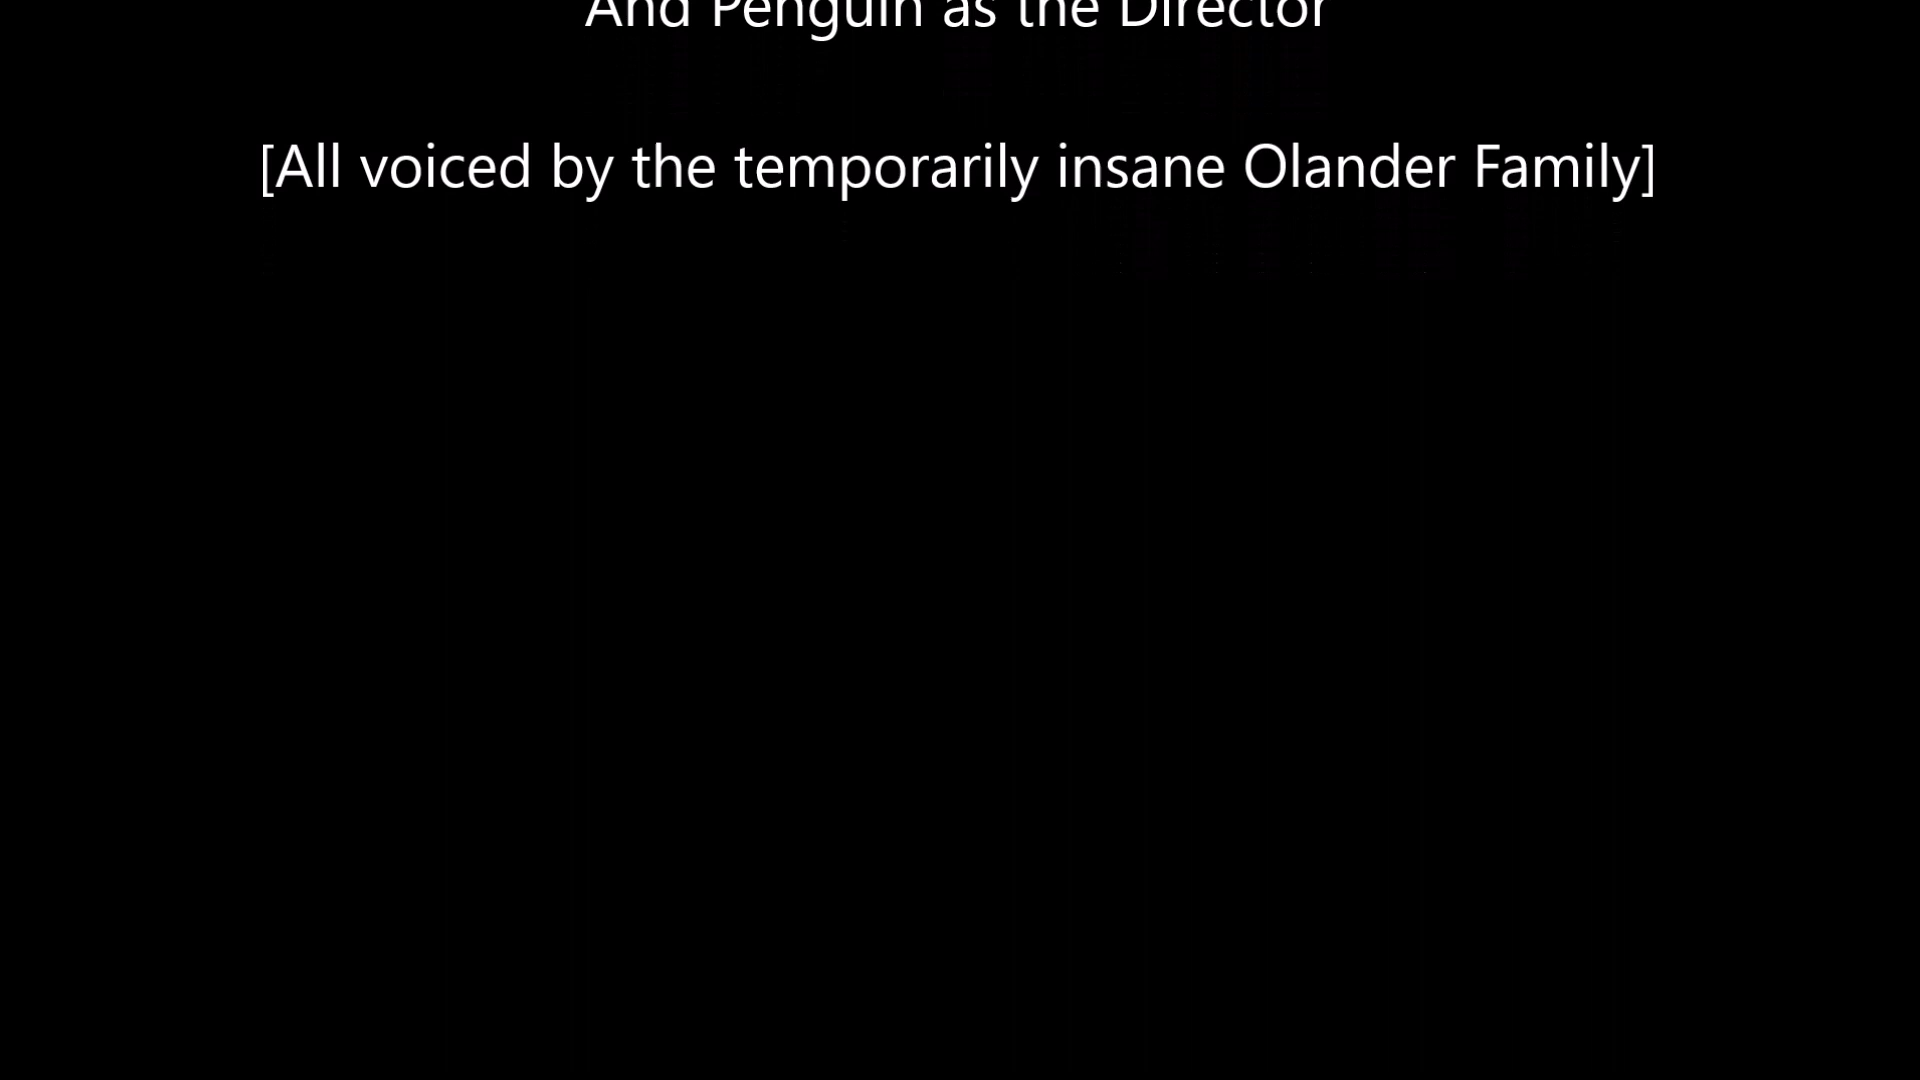 And Penguin as the Director
[All voiced by the temporarily insane Olander Family]